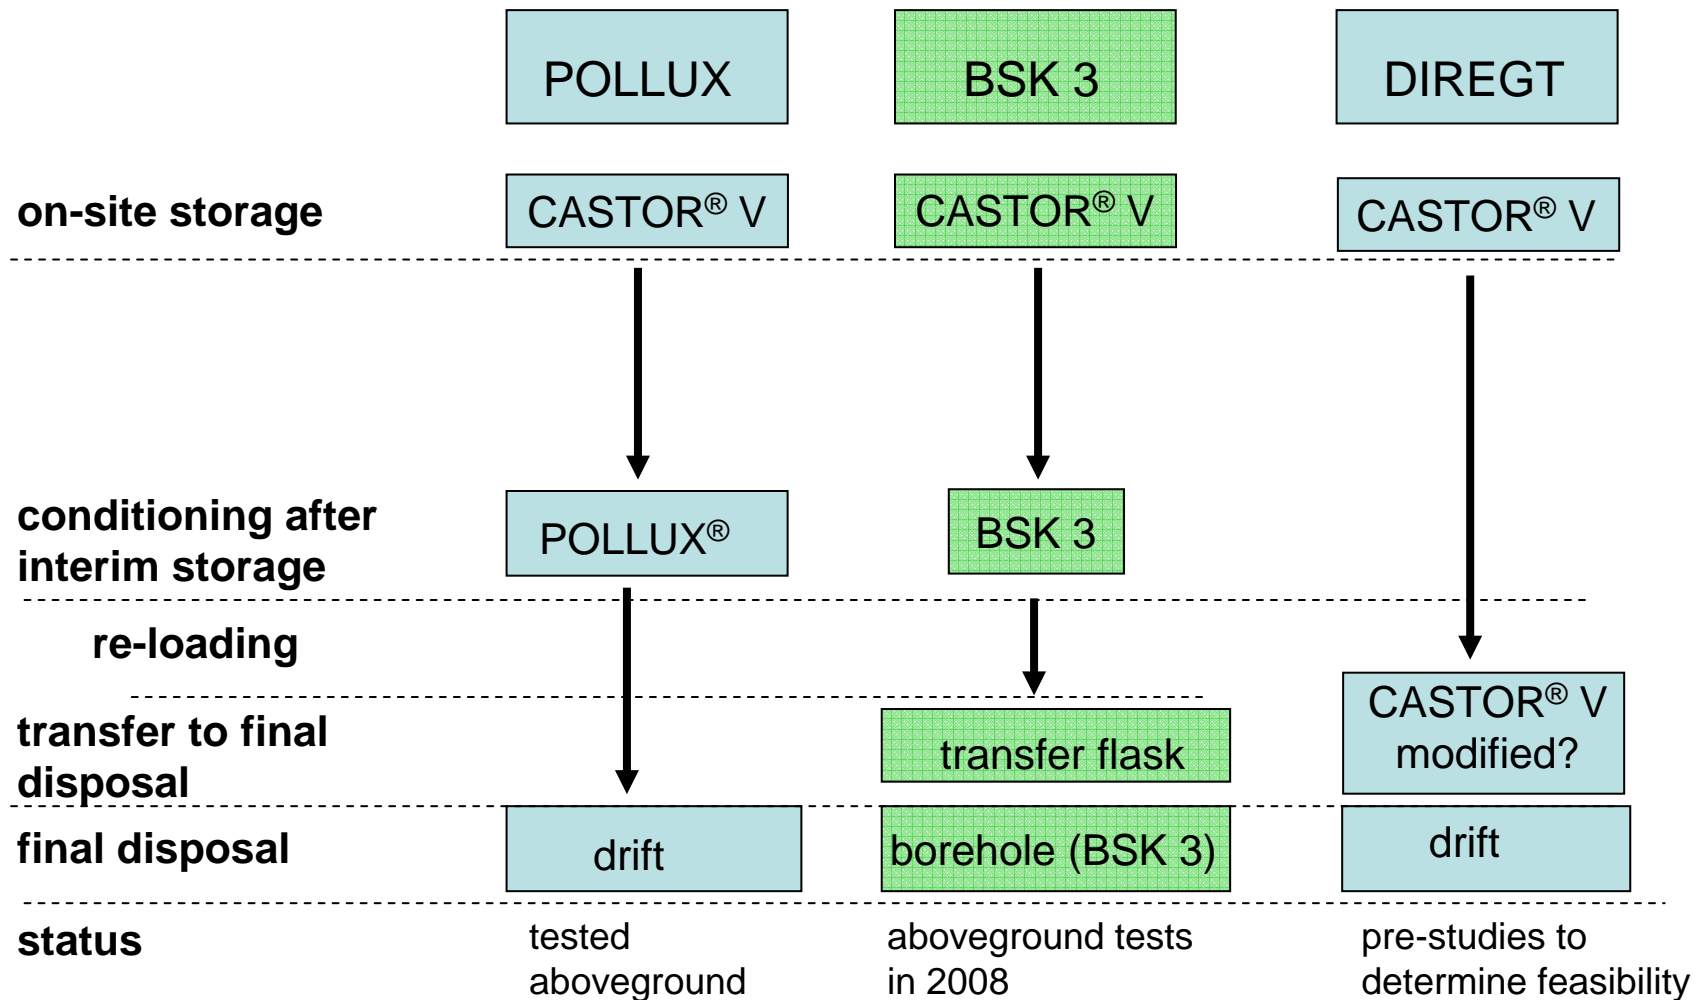 POLLUX
BSK 3
DIREGT
on-site storage
CASTOR® V
CASTOR® V
CASTOR® V
conditioning after
interim storage
POLLUX®
BSK 3
re-loading
transfer to final
disposal
transfer flask
CASTOR® V
modified?
final disposal
drift
borehole (BSK 3)
drift
status
tested
aboveground
aboveground tests
in 2008
pre-studies to
determine feasibility